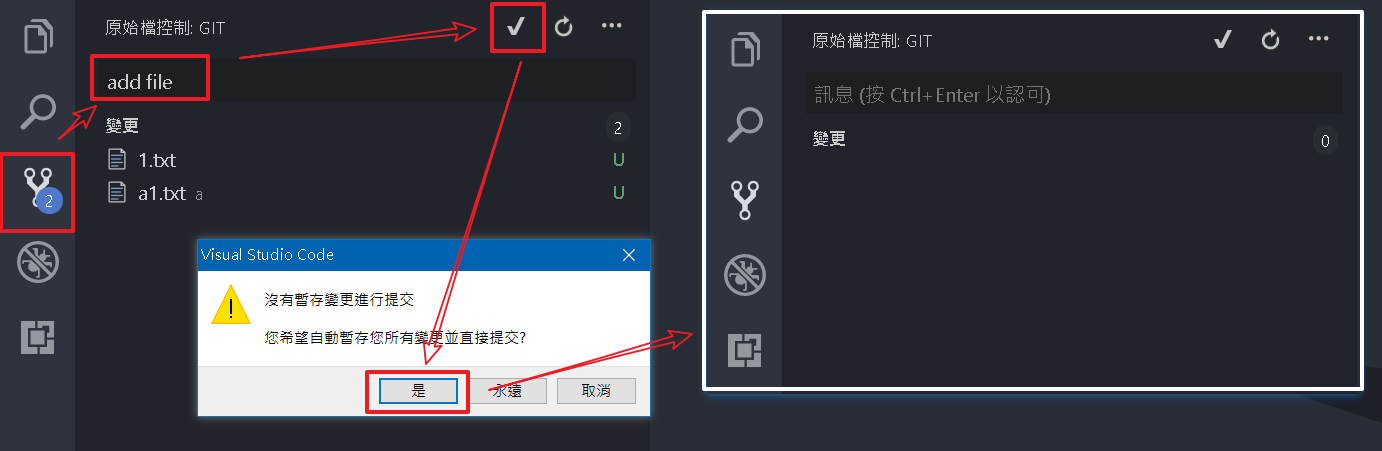 原始檔控制: GIT
add file
變更
2
1.txt
U
2
a1.txt a
U
Visual Studio Code
沒有暫存變更進行提交
您希望自動暫存您所有變更並直接提交?
是
永遠
取消
原始檔控制: GIT
訊息 (按 Ctrl+Enter 以認可)
變更
0